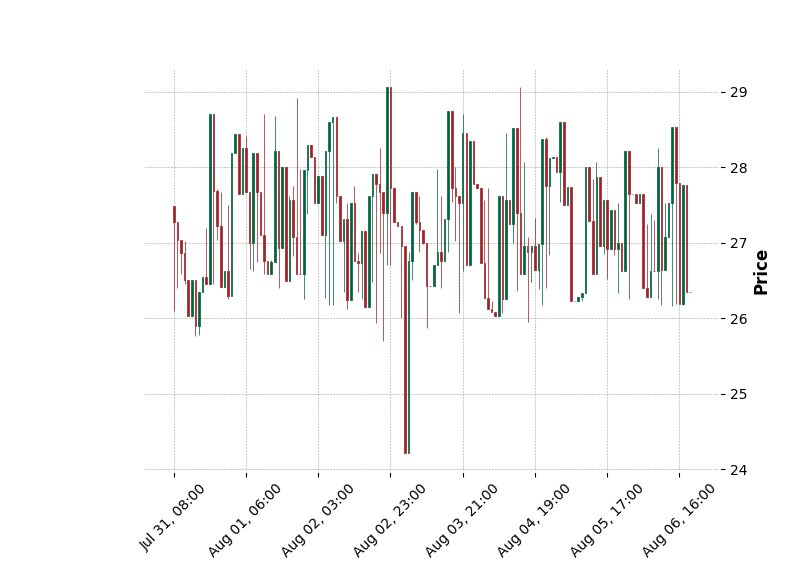 29
28
27
26
25
24
Price
Jul 31, 08:00
Aug 01, 06:00
Aug 02, 03:00
Aug 02, 23:00
Aug 03, 21:00
Aug 04, 19:00
Aug 05, 17:00
Aug 06, 16:00